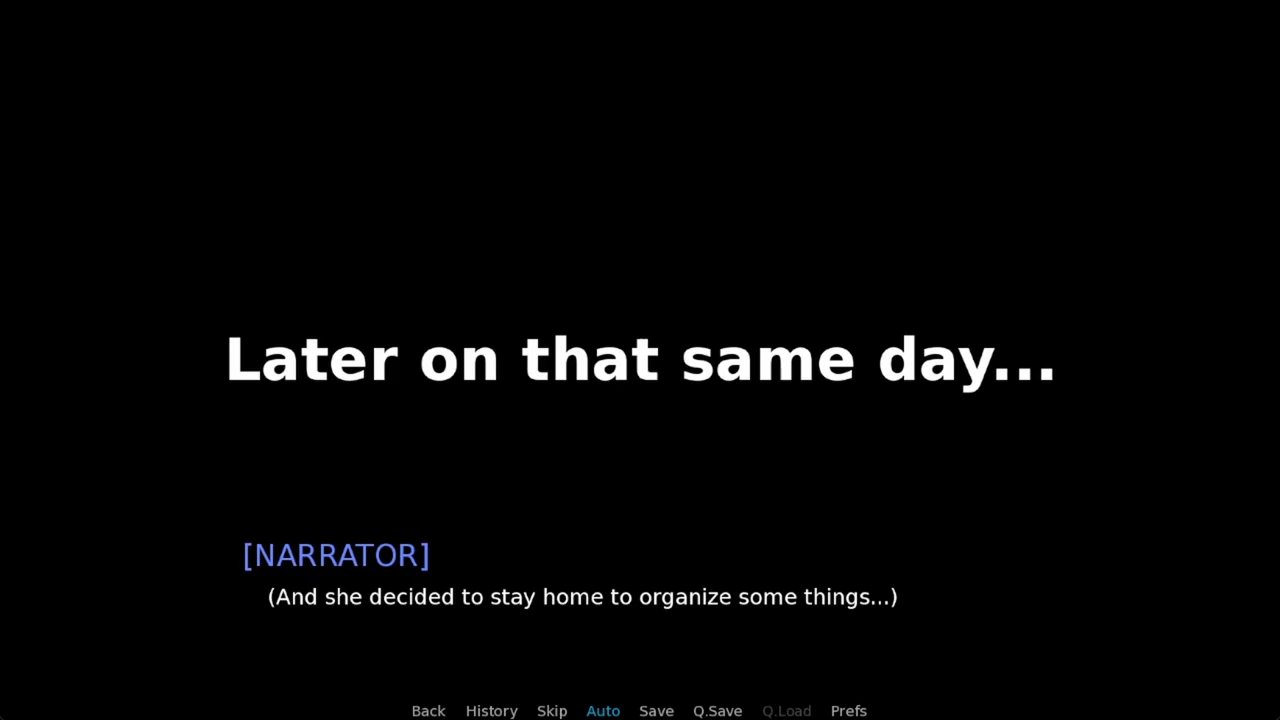 Later on that same day...
[NARRATOR]
(And she decided to stay home to organize some things...)
Back History Skip Auto Save Q.Save Q.Load Prefs